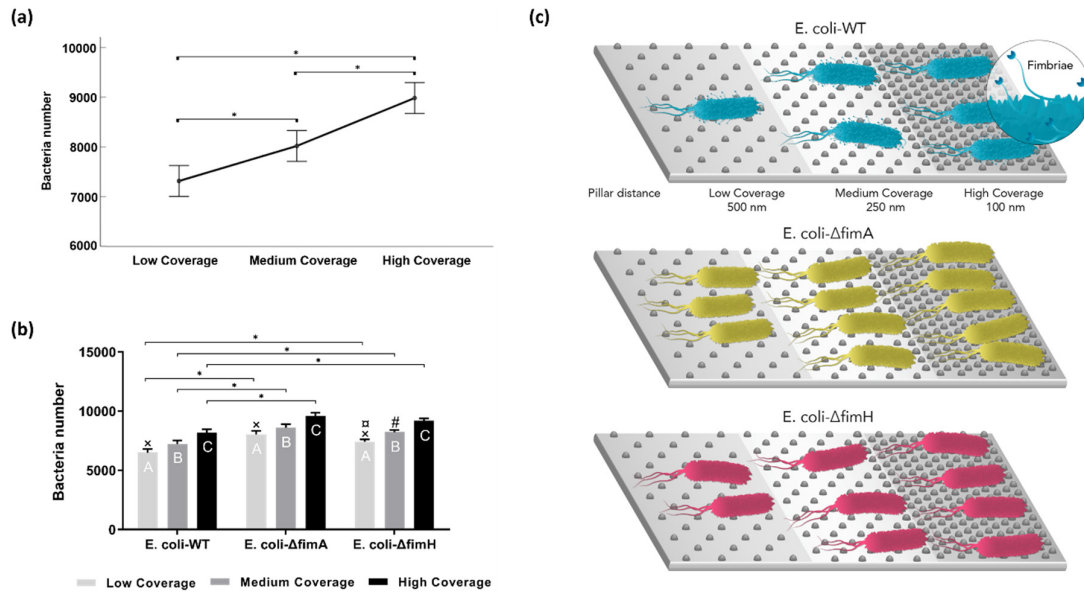 (a)
10000
9000
8000
7000
6000
Bacteria number
*
*
*
Low Coverage Medium Coverage High Coverage
(b)
15000
10000
5000
0
Bacteria number
*
*
*
*
*
*
×
A
B
C
×
A
B
C
¤
×
A
#
B
C
E. coli-WT E. coli-ΔfimA E. coli-ΔfimH
Low Coverage Medium Coverage High Coverage
(c)
E. coli-WT
Fimbriae
Pillar distance Low Coverage Medium Coverage High Coverage
500 nm 250 nm 100 nm
E. coli-ΔfimA
E. coli-ΔfimH